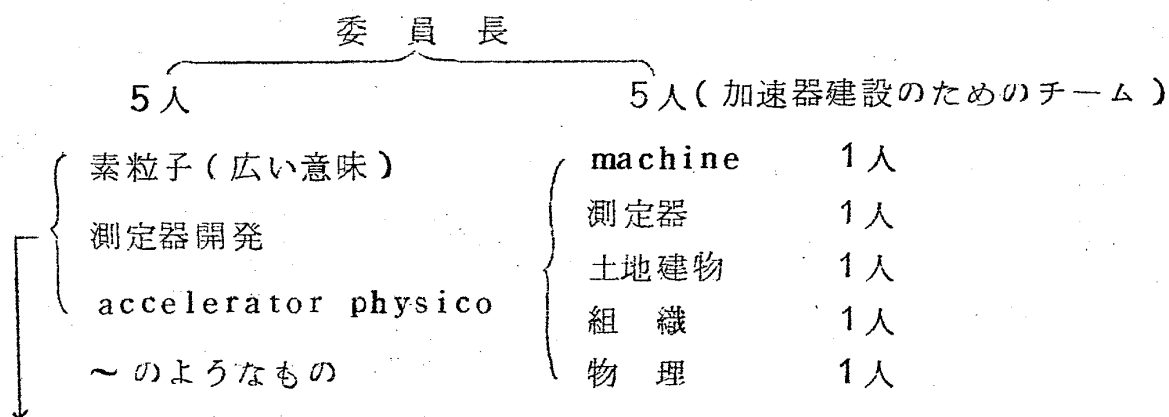 委員長
5人
5人(加速器建設のためのチーム)
素粒子(広い意味)
測定器開発
accelerator physico
~のようなもの
machine 1人
測定器 1人
土地建物 1人
組織 1人
物理 1人